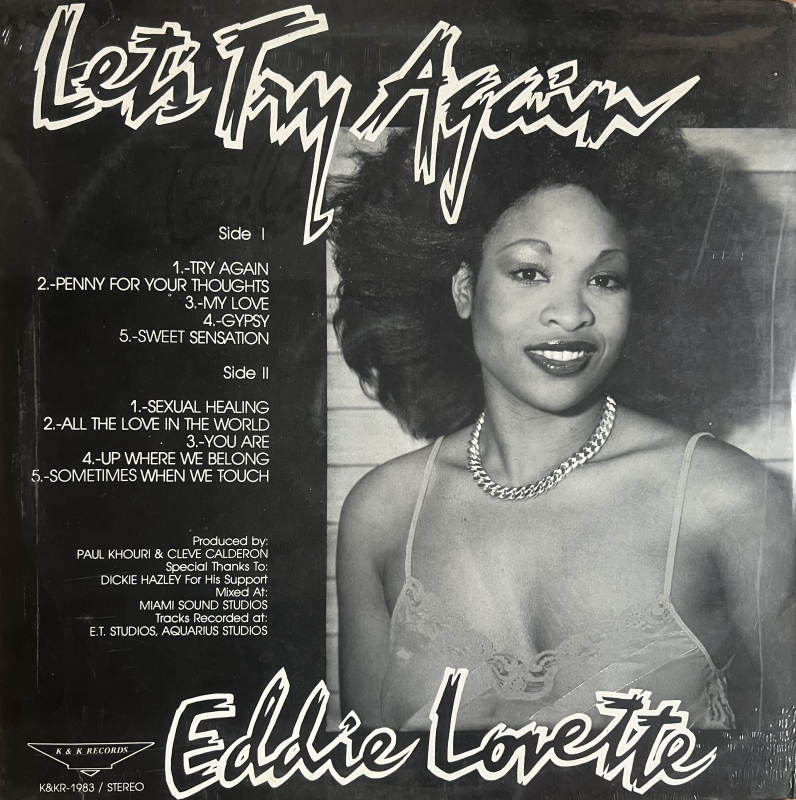 Let's Try Again
Side I
1.-TRY AGAIN
2.-PENNY FOR YOUR THOUGHTS
3.-MY LOVE
4.-GYPSY
5.-SWEET SENSATION
Side II
1.-SEXUAL HEALING
2.-ALL THE LOVE IN THE WORLD
3.-YOU ARE
4.-UP WHERE WE BELONG
5.-SOMETIMES WHEN WE TOUCH
Produced by:
PAUL KHOURI & CLEVE CALDERON
Special Thanks To:
DICKIE HAZLEY For His Support
Mixed At:
MIAMI SOUND STUDIOS
Tracks Recorded at:
E.T. STUDIOS, AQUARIUS STUDIOS
Eddie Lovette
K & K RECORDS
K&KR-1983 / STEREO